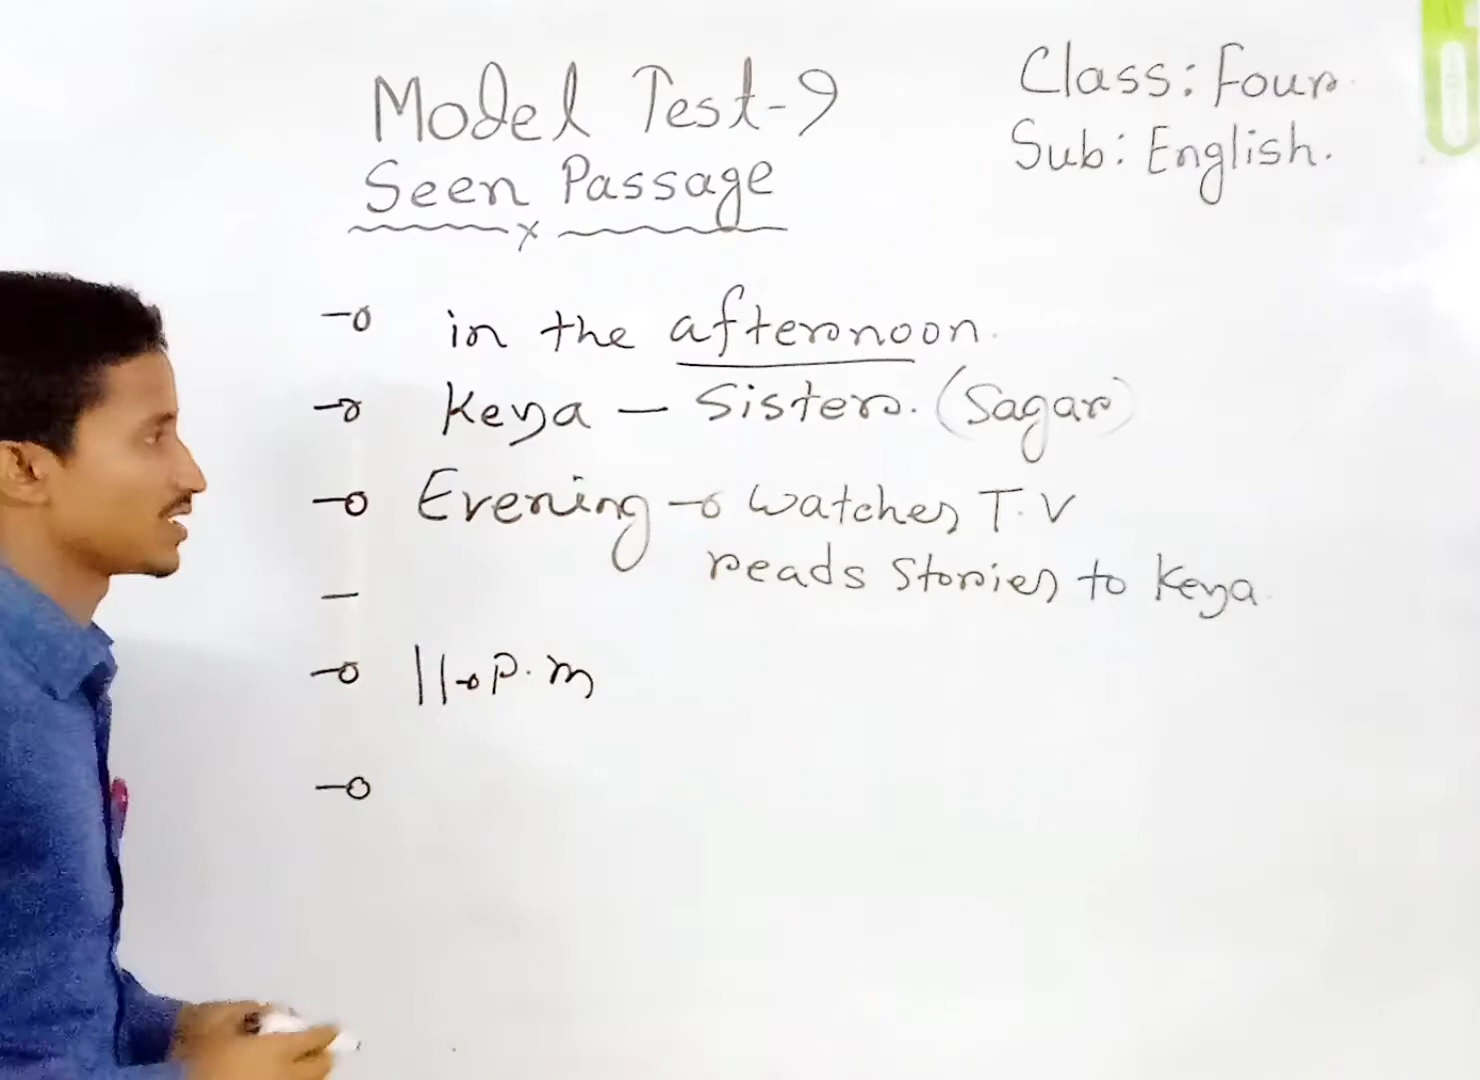 Model Test-9
Seen Passage
Class: Four
Sub: English.
in the afternoon.
Keya — Sister. (Sagar)
Evening → watches T.V
reads Stories to Keya.
11 P.m